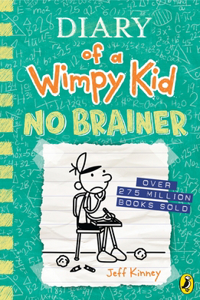 DIARY
of a
Wimpy Kid
NO BRAINER
OVER
275 MILLION
BOOKS SOLD
Jeff Kinney